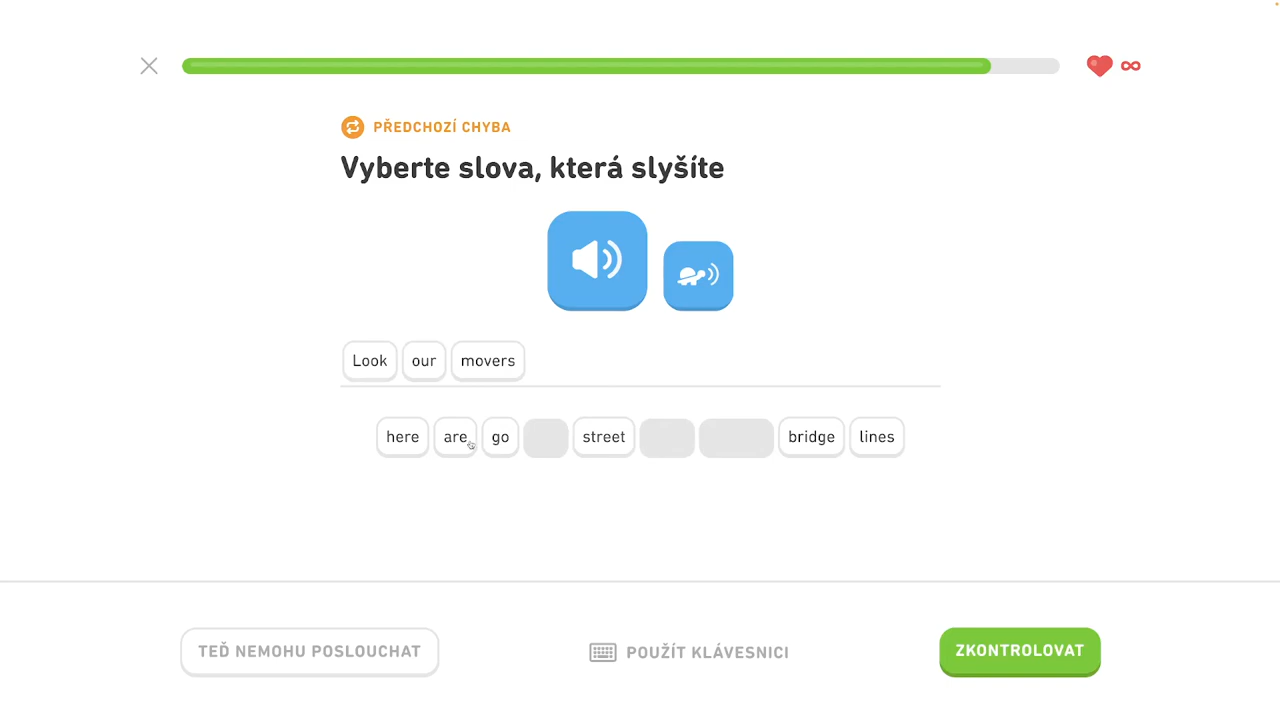 PŘEDCHOZÍ CHYBA
Vyberte slova, která slyšíte
Look our movers
here are go street bridge lines
TEĎ NEMOHU POSLOUCHAT POUŽÍT KLÁVESNICI ZKONTROLOVAT